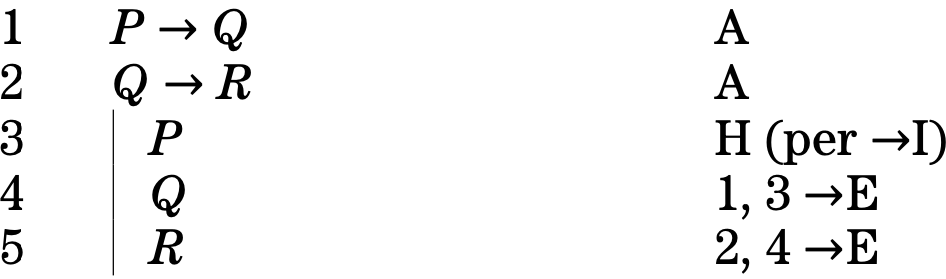 1 P → Q A
2 Q → R A
3 P H (per →I)
4 Q 1, 3 →E
5 R 2, 4 →E